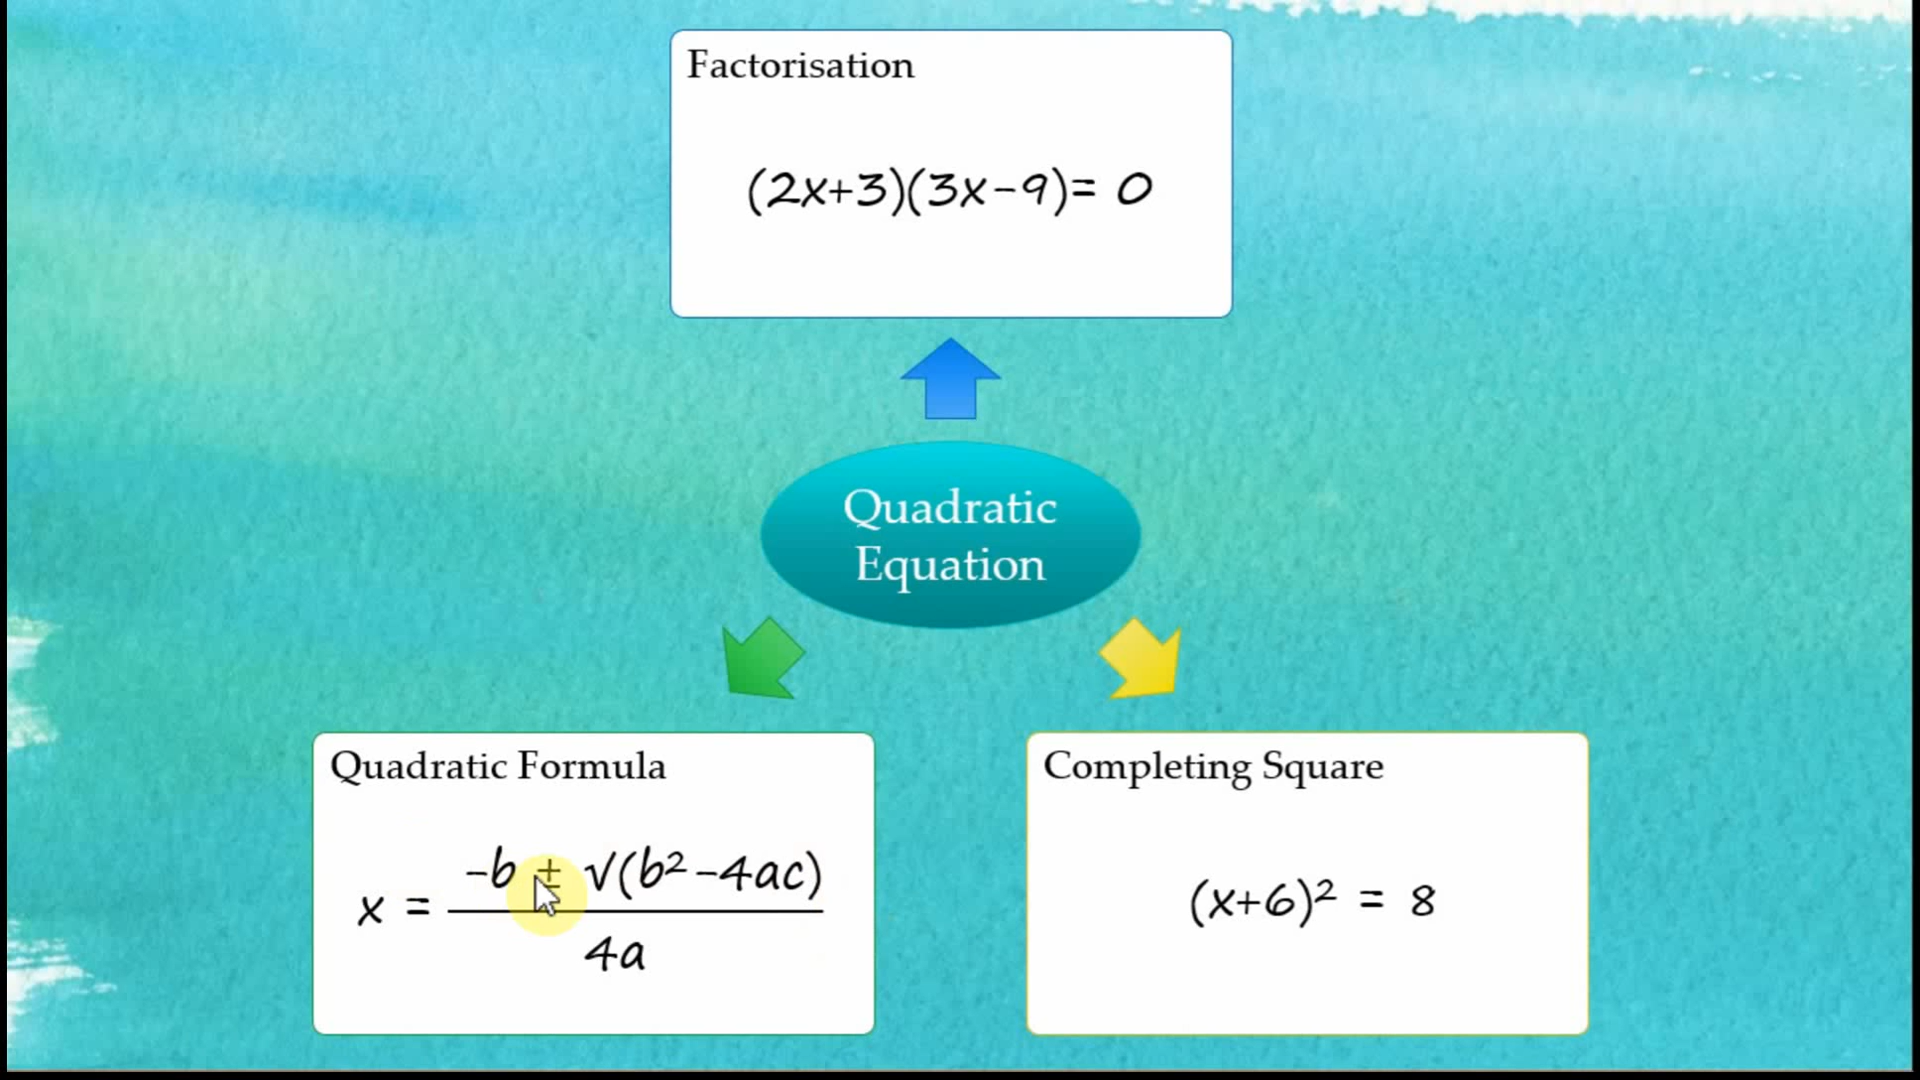 Factorisation
(2x+3)(3x-9)= 0
Quadratic
Equation
Quadratic Formula
x = 
-b ± √(b²-4ac)
4a
Completing Square
(x+6)² = 8